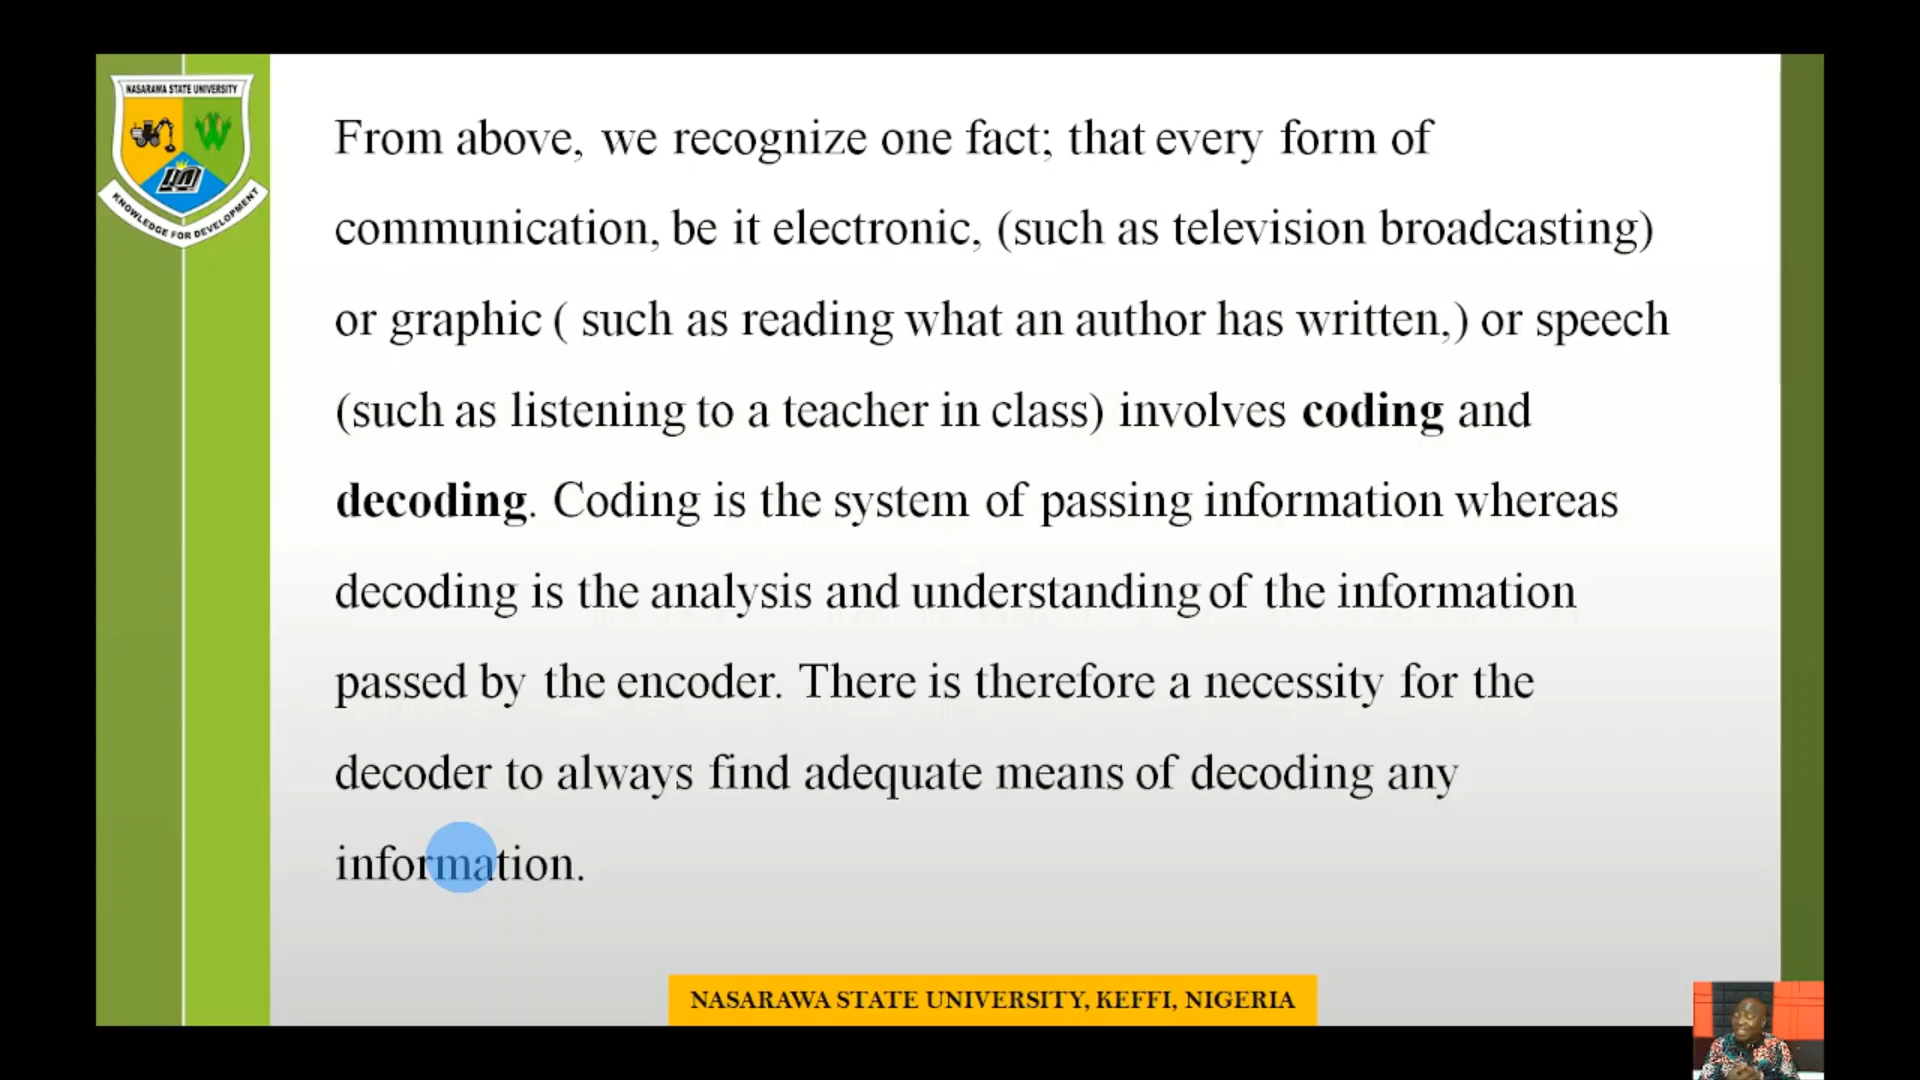 NASARAWA STATE UNIVERSITY
KNOWLEDGE FOR DEVELOPMENT
From above, we recognize one fact; that every form of
communication, be it electronic, (such as television broadcasting)
or graphic ( such as reading what an author has written,) or speech
(such as listening to a teacher in class) involves coding and
decoding. Coding is the system of passing information whereas
decoding is the analysis and understanding of the information
passed by the encoder. There is therefore a necessity for the
decoder to always find adequate means of decoding any
information.
NASARAWA STATE UNIVERSITY, KEFFI, NIGERIA